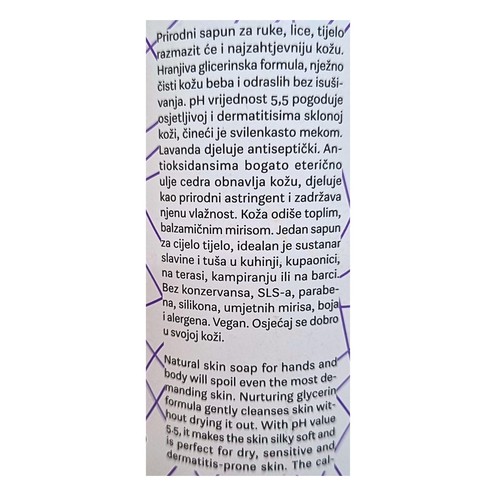 Prirodni sapun za ruke, lice, tijelo
razmazit će i najzahtjevniju kožu.
Hranjiva glicerinska formula, nježno
čisti kožu beba i odraslih bez isuši-
vanja. pH vrijednost 5,5 pogoduje
osjetljivoj i dermatitisima sklonoj
koži, čineći je svilenkasto mekom.
Lavanda djeluje antiseptički. An-
tioksidansima bogato eterično
ulje cedra obnavlja kožu, djeluje
kao prirodni astringent i zadržava
njenu vlažnost. Koža odiše toplim,
balzamičnim mirisom. Jedan sapun
za cijelo tijelo, idealan je sustanar
slavine i tuša u kuhinji, kupaonici,
na terasi, kampiranju ili na barci.
Bez konzervansa, SLS-a, parabe-
na, silikona, umjetnih mirisa, boja
i alergena. Vegan. Osjećaj se dobro
u svojoj koži.
Natural skin soap for hands and
body will spoil even the most de-
manding skin. Nurturing glycerin
formula gently cleanses skin wit-
hout drying it out. With pH value
5.5, it makes the skin silky soft and
is perfect for dry, sensitive and
dermatitis-prone skin. The cal-